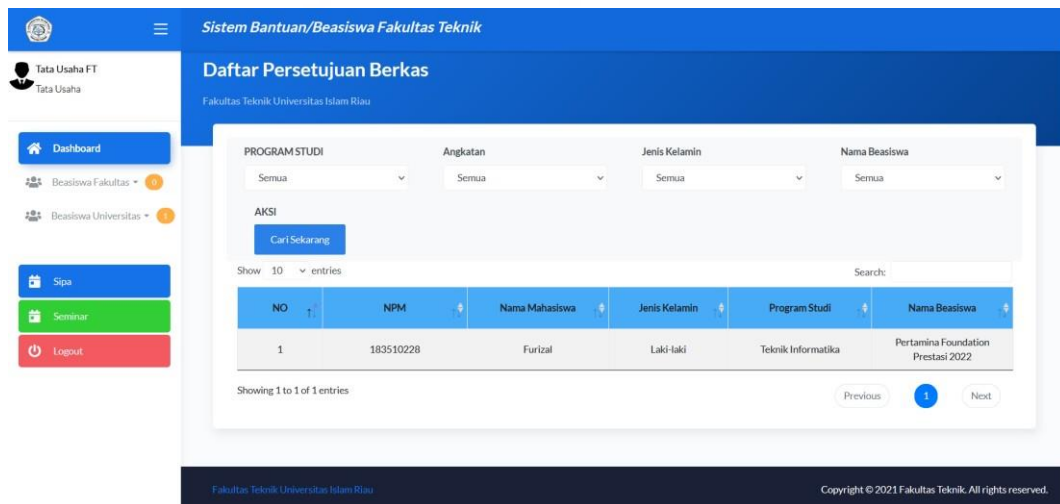 Sistem Bantuan/Beasiswa Fakultas Teknik
Tata Usaha FT
Tata Usaha
Dashboard
Beasiswa Fakultas 0
Beasiswa Universitas 1
Sipa
Seminar
Logout
Daftar Persetujuan Berkas
Fakultas Teknik Universitas Islam Riau
PROGRAM STUDI Angkatan Jenis Kelamin Nama Beasiswa
Semua Semua Semua Semua
AKSI
Cari Sekarang
Show 10 entries Search:
NO NPM Nama Mahasiswa Jenis Kelamin Program Studi Nama Beasiswa
1 183510228 Furizal Laki-laki Teknik Informatika Pertamina Foundation
Prestasi 2022
Showing 1 to 1 of 1 entries Previous 1 Next
Fakultas Teknik Universitas Islam Riau Copyright © 2021 Fakultas Teknik. All rights reserved.